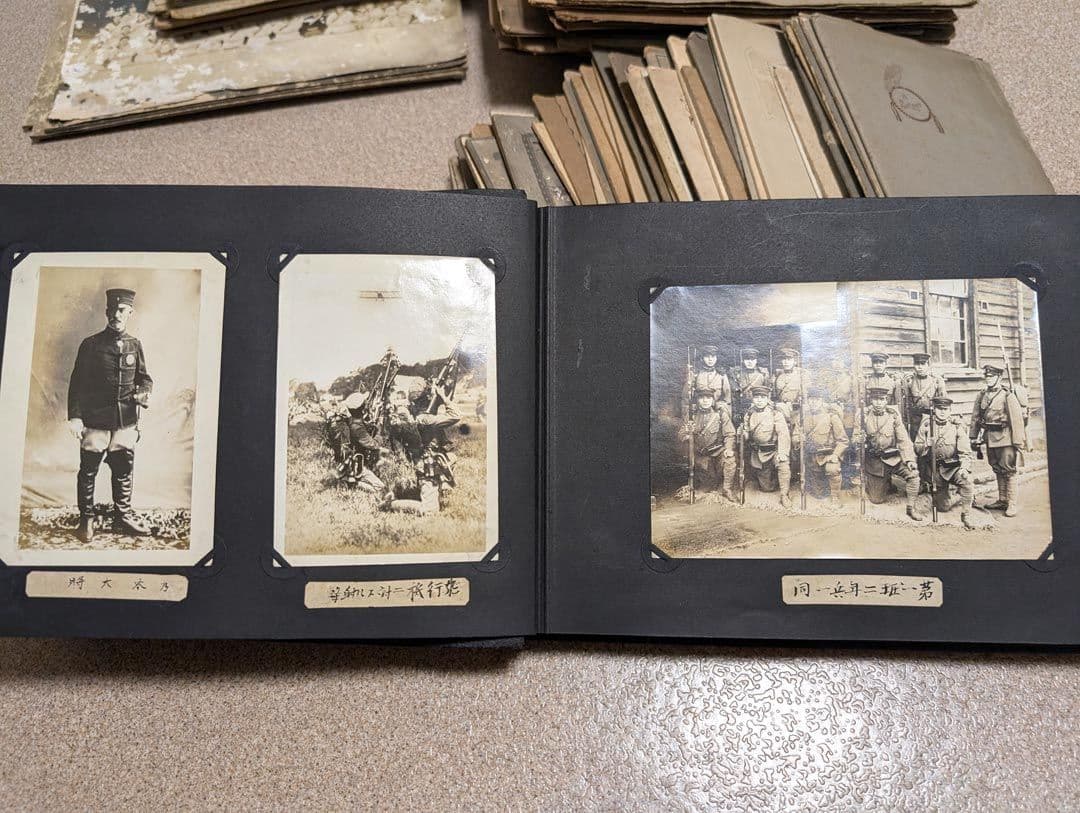 乃木大將
飛行機ニ対スル射撃
第一班二年兵一同